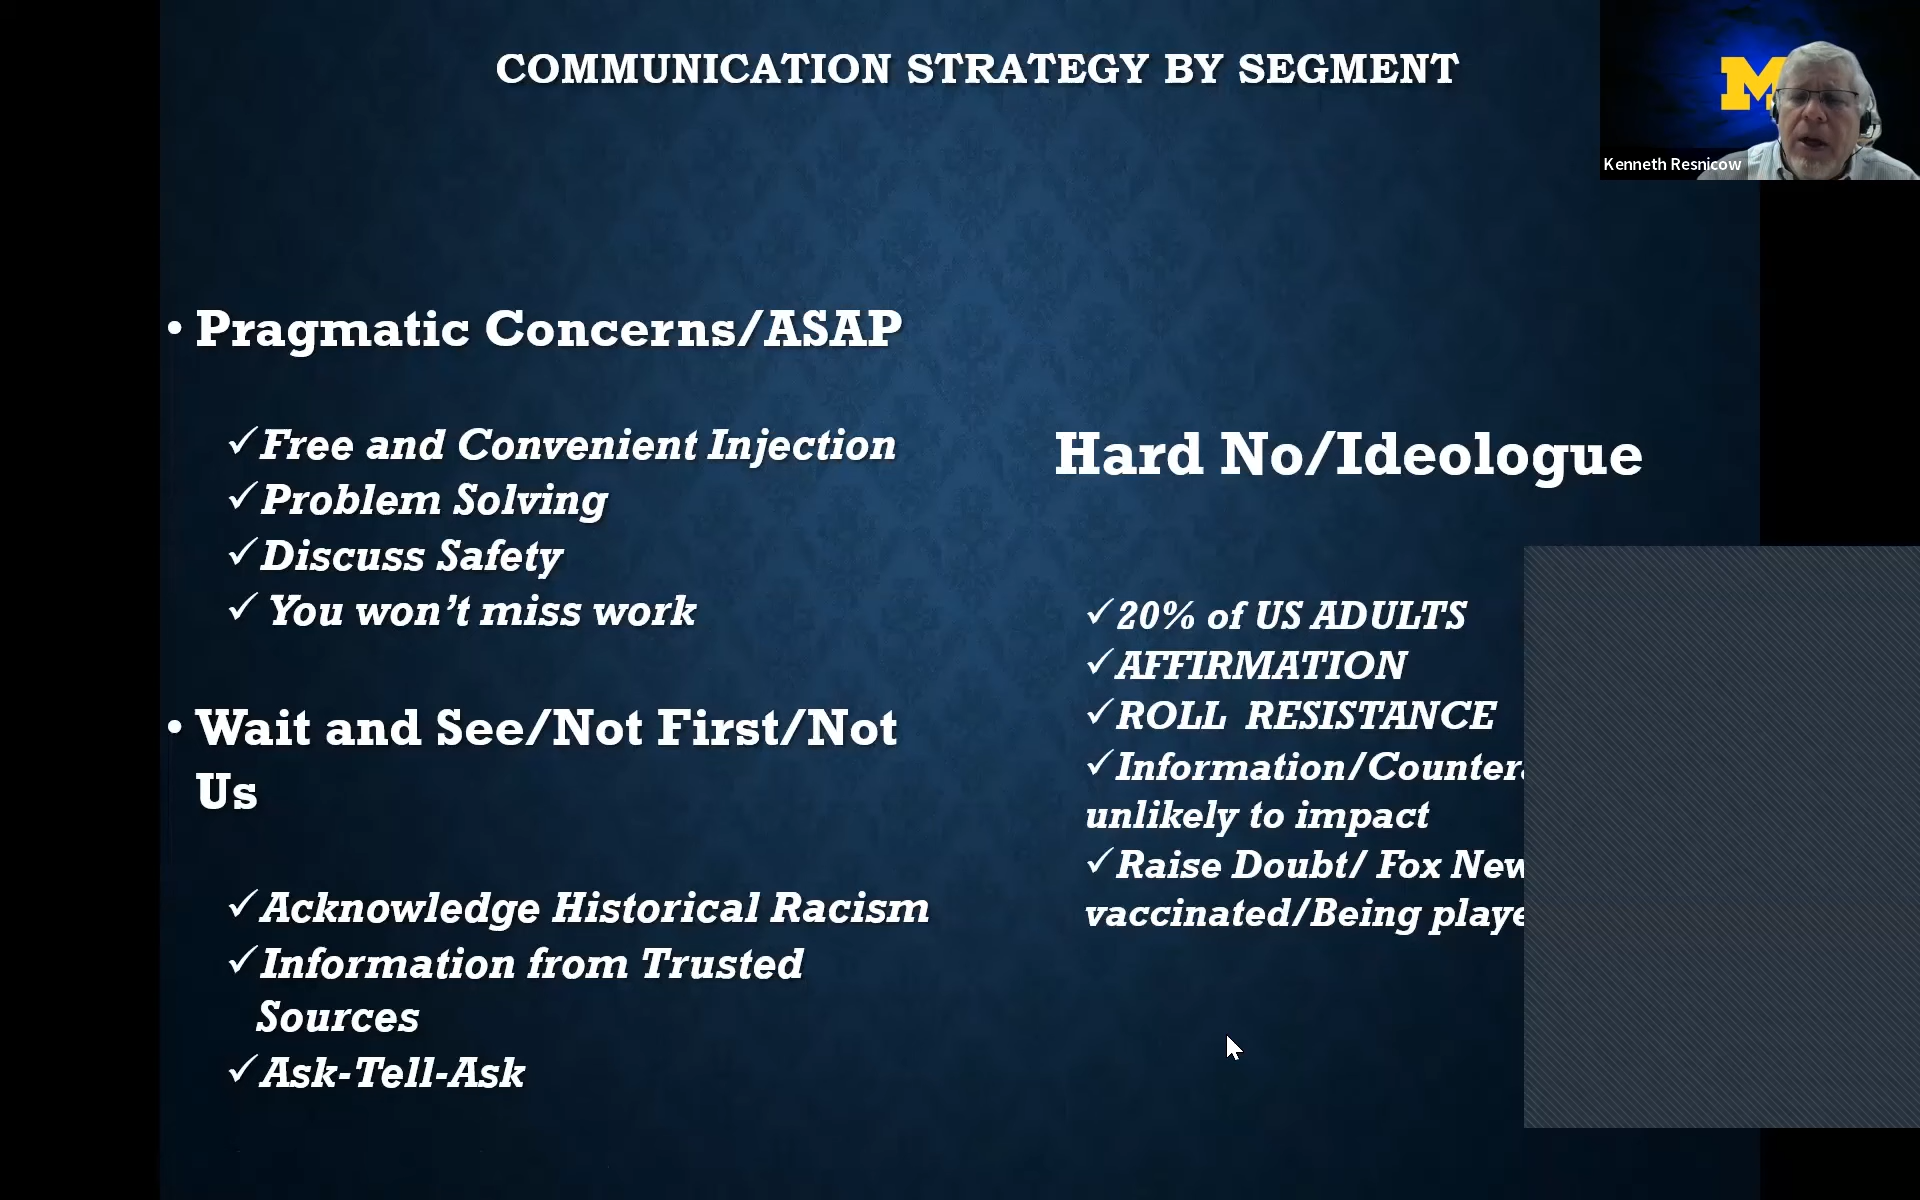 COMMUNICATION STRATEGY BY SEGMENT
M
Kenneth Resnicow
• Pragmatic Concerns/ASAP
✓Free and Convenient Injection
✓Problem Solving
✓Discuss Safety
✓ You won’t miss work
• Wait and See/Not First/Not
Us
✓Acknowledge Historical Racism
✓Information from Trusted
Sources
✓Ask-Tell-Ask
Hard No/Ideologue
✓20% of US ADULTS
✓AFFIRMATION
✓ROLL RESISTANCE
✓Information/Counter
unlikely to impact
✓Raise Doubt/ Fox New
vaccinated/Being playe